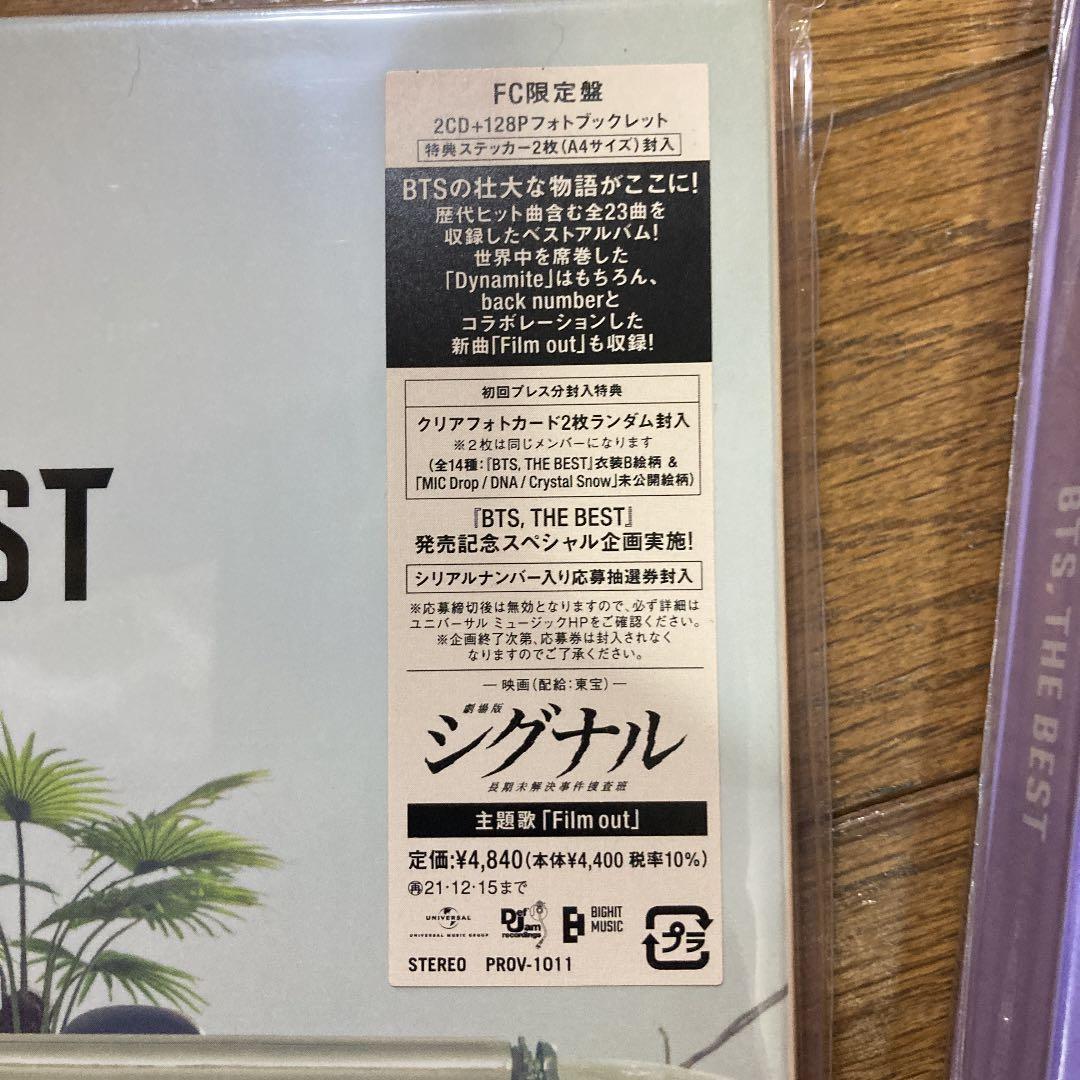 FC限定盤
2CD+128Pフォトブックレット
特典ステッカー2枚(A4サイズ)封入
BTSの壮大な物語がここに!
歴代ヒット曲含む全23曲を
収録したベストアルバム!
世界中を席巻した
「Dynamite」はもちろん、
back numberと
コラボレーションした
新曲「Film out」も収録!
初回プレス分封入特典
クリアフォトカード2枚ランダム封入
※2枚は同じメンバーになります
(全14種:『BTS, THE BEST』衣装B絵柄 &
「MIC Drop / DNA / Crystal Snow」未公開絵柄)
『BTS, THE BEST』
発売記念スペシャル企画実施!
シリアルナンバー入り応募抽選券封入
※応募締切後は無効となりますので、必ず詳細は
ユニバーサル ミュージックHPをご確認ください。
※企画終了次第、応募券は封入されなく
なりますのでご了承ください。
― 映画(配給:東宝) ―
劇場版
シグナル
長期未解決事件捜査班
主題歌「Film out」
定価:¥4,840(本体¥4,400 税率10%)
㊞21・12・15まで
UNIVERSAL
UNIVERSAL MUSIC GROUP
Def Jam
recordings
BIGHIT
MUSIC
プラ
STEREO PROV-1011
ST
BTS, THE BEST